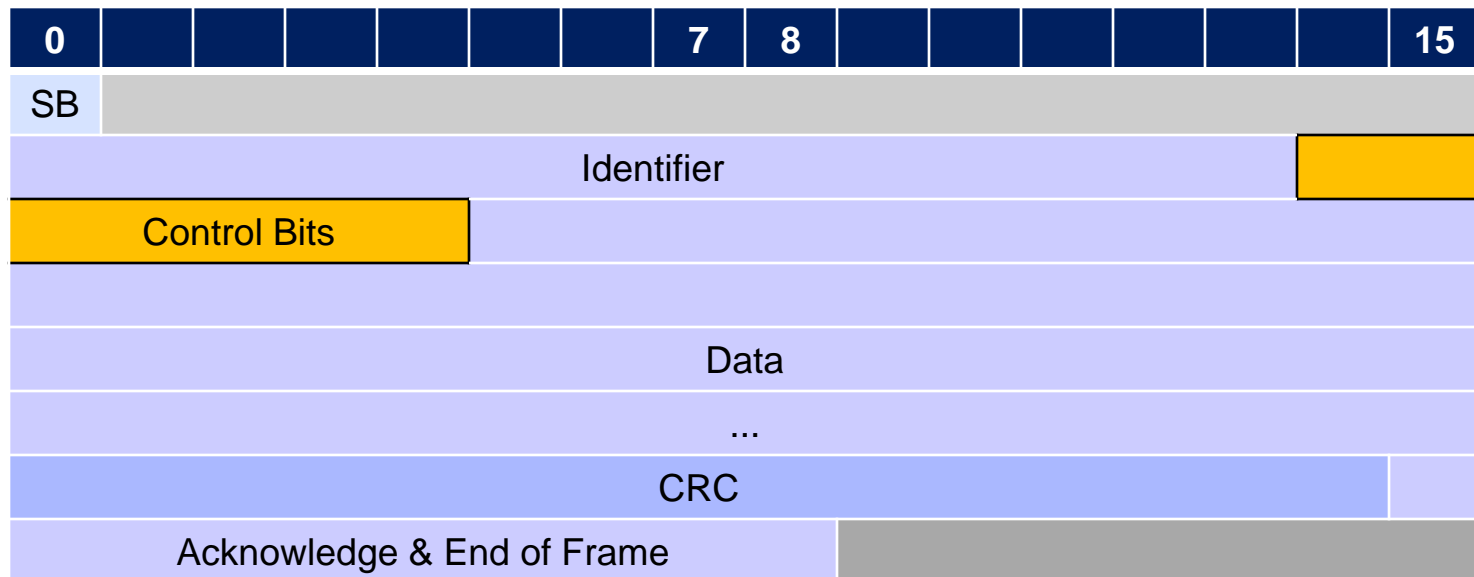 0 7 8 15
SB
Identifier
Control Bits
Data
...
CRC
Acknowledge & End of Frame